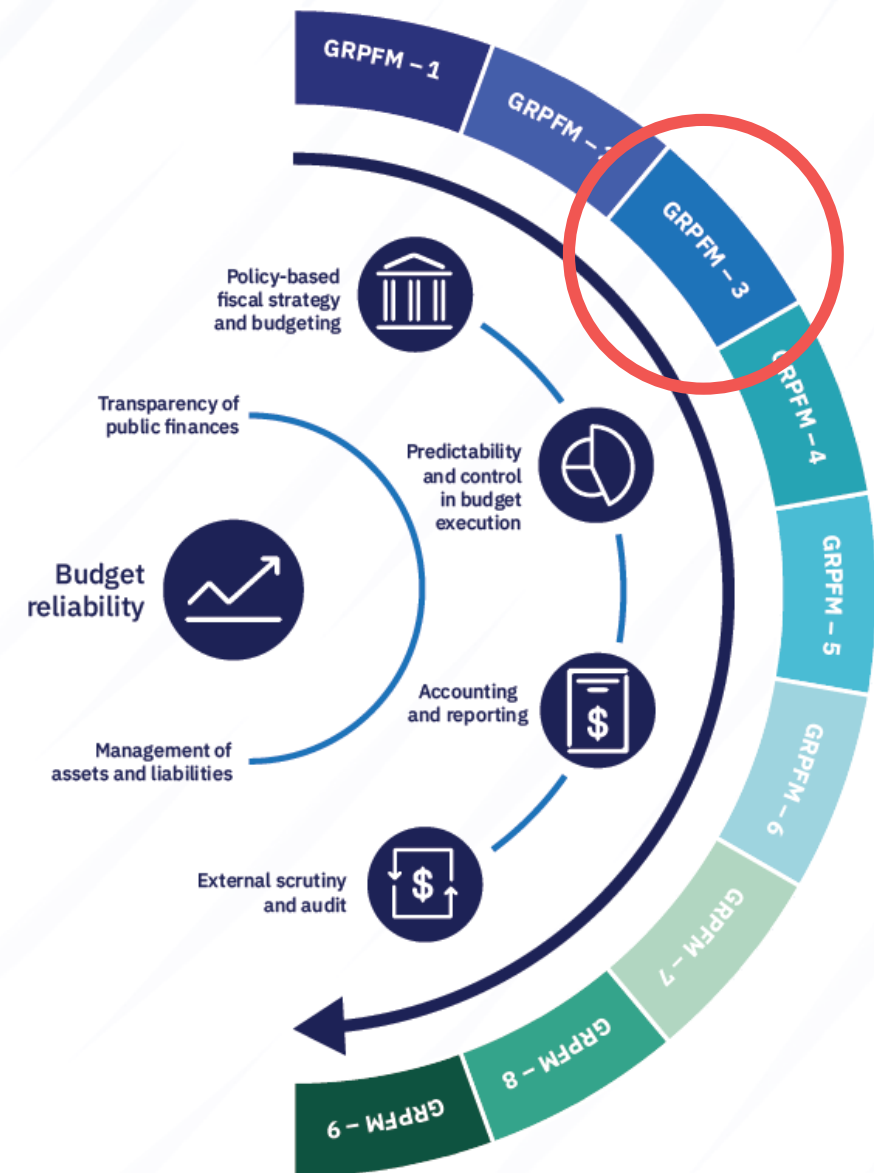 GRPFM – 1
GRPFM – 2
GRPFM – 3
GRPFM – 4
GRPFM – 5
GRPFM – 6
GRPFM – 7
GRPFM – 8
GRPFM – 9
Policy-based
fiscal strategy
and budgeting
Transparency of
public finances
Predictability
and control
in budget
execution
Budget
reliability
Accounting
and reporting
$
Management of
assets and liabilities
External scrutiny
and audit
$